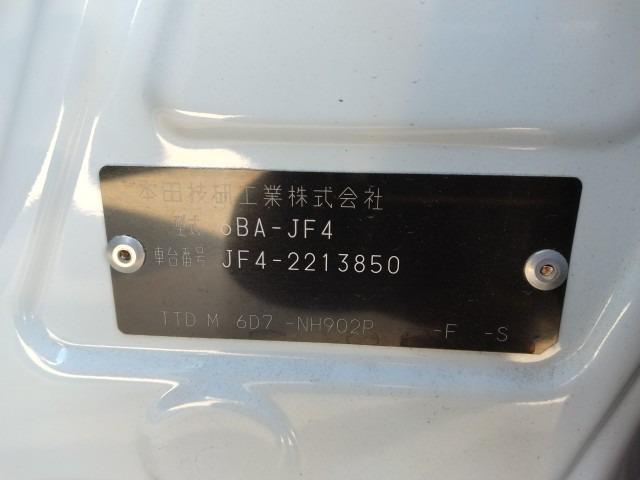 本田技研工業株式会社
型式 6BA-JF4
車台番号 JF4-2213850
TTD M 6D7 -NH902P -F -S